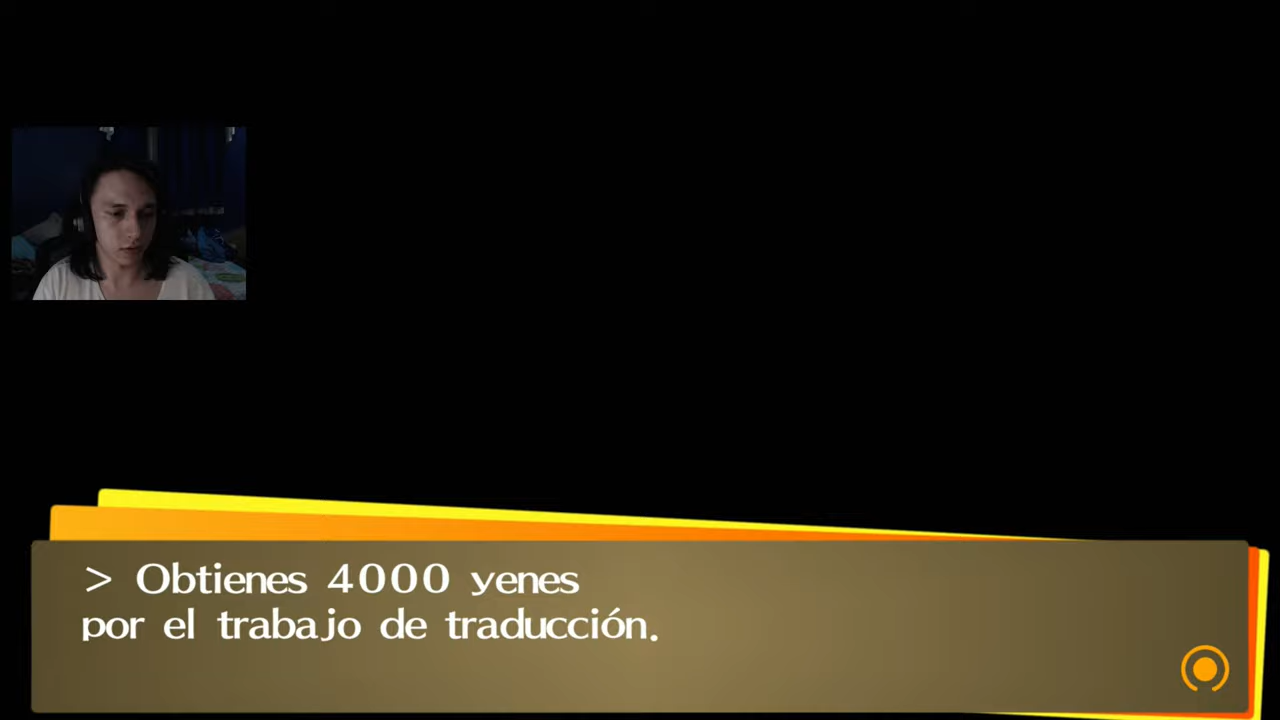 > Obtienes 4000 yenes
por el trabajo de traducción.